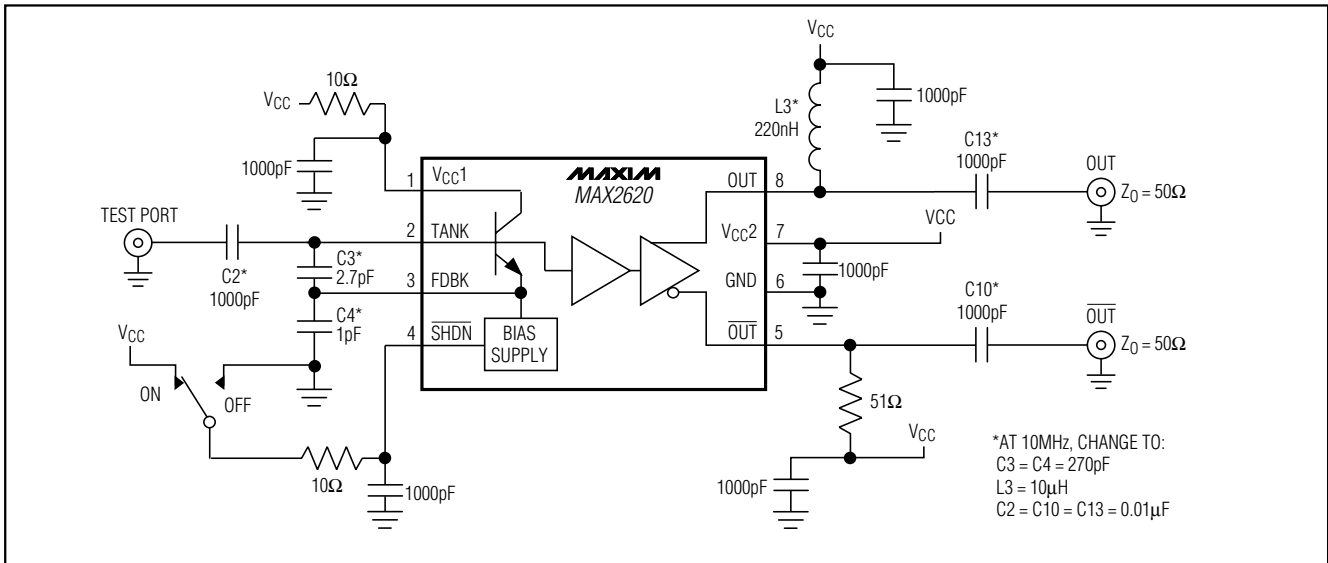 VCC
10Ω
1000pF
TEST PORT
C2*
1000pF
C3*
2.7pF
C4*
1pF
VCC
ON
OFF
10Ω
1000pF
1
2
3
4
VCC1
TANK
FDBK
SHDN
MAXIM
MAX2620
BIAS
SUPPLY
OUT
VCC2
GND
OUT
8
7
6
5
VCC
L3*
220nH
1000pF
C13*
1000pF
OUT
Z0 = 50Ω
VCC
1000pF
C10*
1000pF
OUT
Z0 = 50Ω
51Ω
VCC
1000pF
*AT 10MHz, CHANGE TO:
C3 = C4 = 270pF
L3 = 10µH
C2 = C10 = C13 = 0.01µF